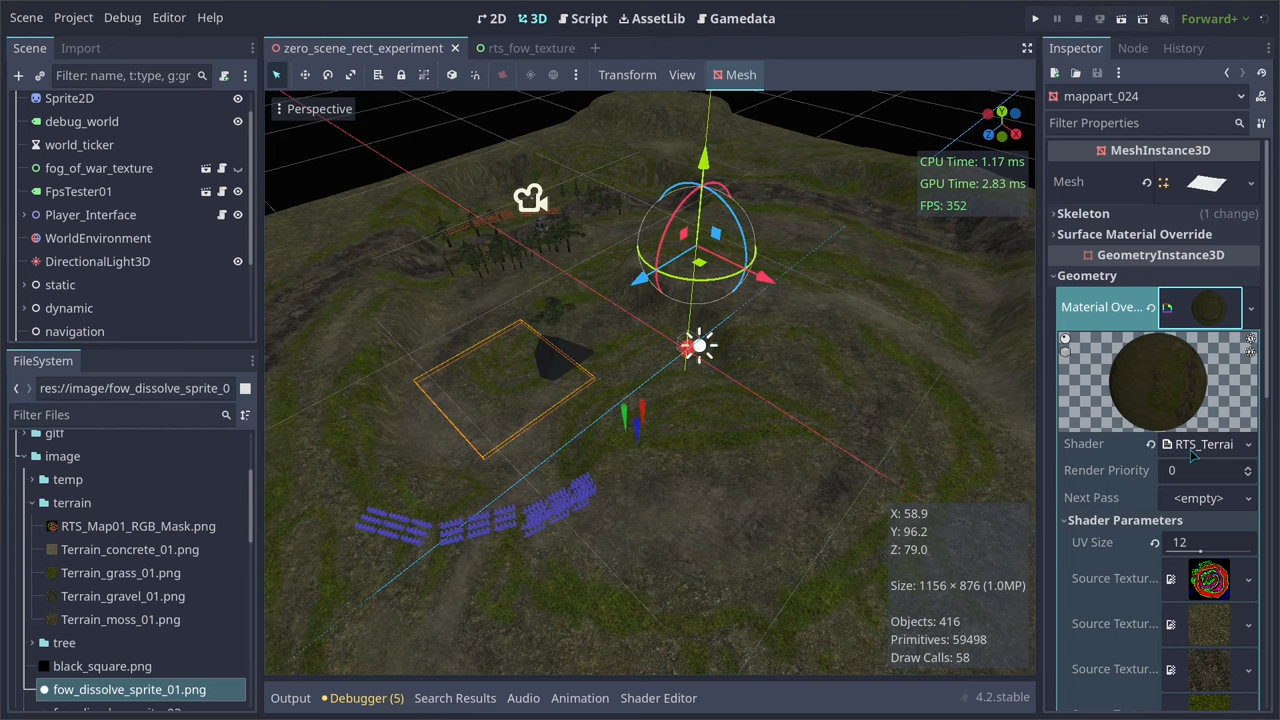 Scene Project Debug Editor Help
2D 3D Script AssetLib Gamedata
Forward+
Scene Import
Filter: name, t:type, g:gr
Sprite2D
debug_world
world_ticker
fog_of_war_texture
FpsTester01
Player_Interface
WorldEnvironment
DirectionalLight3D
static
dynamic
navigation
FileSystem
res://image/fow_dissolve_sprite_0
Filter Files
gltf
image
temp
terrain
RTS_Map01_RGB_Mask.png
Terrain_concrete_01.png
Terrain_grass_01.png
Terrain_gravel_01.png
Terrain_moss_01.png
tree
black_square.png
fow_dissolve_sprite_01.png
zero_scene_rect_experiment rts_fow_texture
Transform View Mesh
Perspective
Y
Z X
CPU Time: 1.17 ms
GPU Time: 2.83 ms
FPS: 352
X: 58.9
Y: 96.2
Z: 79.0
Size: 1156 × 876 (1.0MP)
Objects: 416
Primitives: 59498
Draw Calls: 58
Output Debugger (5) Search Results Audio Animation Shader Editor 4.2.stable
Inspector Node History
mappart_024
Filter Properties
MeshInstance3D
Mesh
Skeleton (1 change)
Surface Material Override
GeometryInstance3D
Geometry
Material Ove...
Shader RTS_Terrai
Render Priority 0
Next Pass <empty>
Shader Parameters
UV Size 12
Source Textur...
Source Textur...
Source Textur...